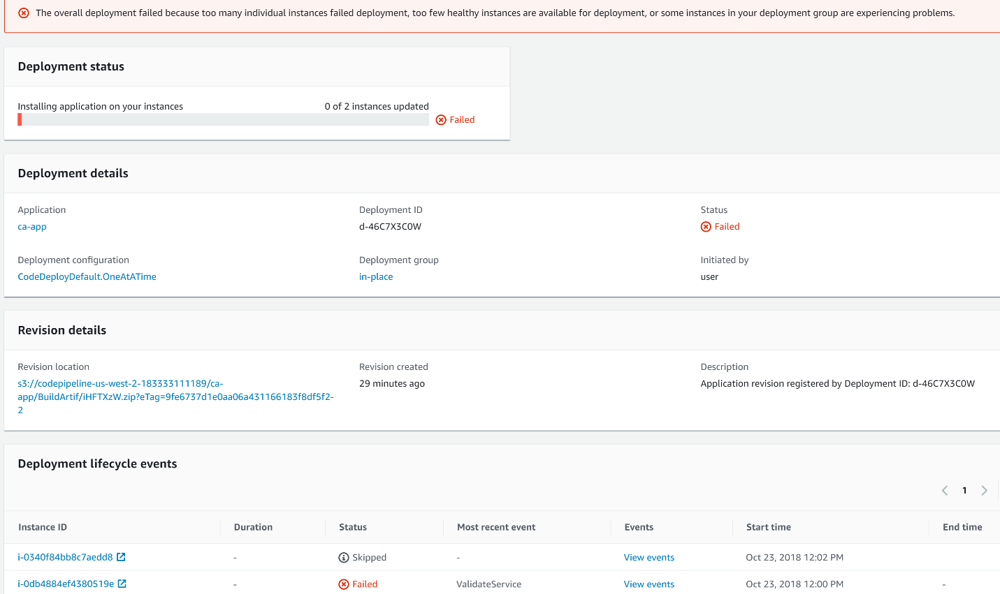 The overall deployment failed because too many individual instances failed deployment, too few healthy instances are available for deployment, or some instances in your deployment group are experiencing problems.
Deployment status
Installing application on your instances 0 of 2 instances updated
Failed
Deployment details
Application Deployment ID Status
ca-app d-46C7X3C0W Failed
Deployment configuration Deployment group Initiated by
CodeDeployDefault.OneAtATime in-place user
Revision details
Revision location Revision created Description
s3://codepipeline-us-west-2-183333111189/ca- 29 minutes ago Application revision registered by Deployment ID: d-46C7X3C0W
app/BuildArtif/iHFTXzW.zip?eTag=9fe6737d1e0aa06a431166183f8df5f2-
2
Deployment lifecycle events
1
Instance ID Duration Status Most recent event Events Start time End time
i-0340f84bb8c7aedd8 - Skipped - View events Oct 23, 2018 12:02 PM
i-0db4884ef4380519e - Failed ValidateService View events Oct 23, 2018 12:00 PM -